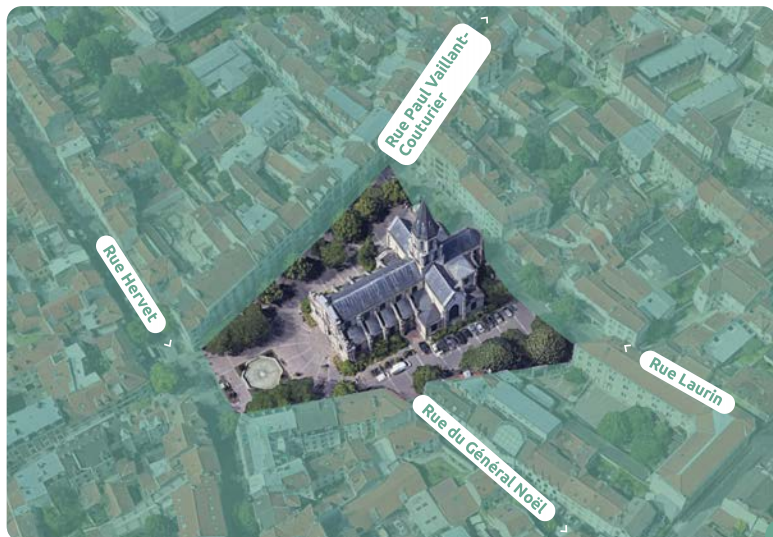 Rue Paul Vaillant-
Couturier
Rue Hervet
Rue Laurin
Rue du Général Noël